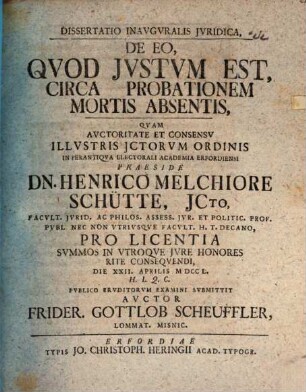 DISSERTATIO INAVGVRALIS JVRIDICA,
DE EO,
QVOD JVSTVM EST,
CIRCA PROBATIONEM
MORTIS ABSENTIS,
QVAM
AVCTORITATE ET CONSENSV
ILLVSTRIS JCTORVM ORDINIS
IN PERANTIQVA ELECTORALI ACADEMIA ERFORDIENSI
PRAESIDE
DN. HENRICO MELCHIORE
SCHÜTTE, JCTO,
FACVLT. JVRID. AC PHILOS. ASSESS. JVR. ET POLITIC. PROF.
PVBL. NEC NON VTRIVSQVE FACVLT. H. T. DECANO,
PRO LICENTIA
SVMMOS IN VTROQVE JVRE HONORES
RITE CONSEQVENDI,
DIE XXII. APRILIS MDCCL.
H. L. Q. C.
PVBLICO ERVDITORVM EXAMINI SVBMITTIT
AVCTOR
FRIDER. GOTTLOB SCHEUFFLER,
LOMMAT. MISNIC.
ERFORDIAE
TYPIS JO. CHRISTOPH. HERINGII ACAD. TYPOGR.